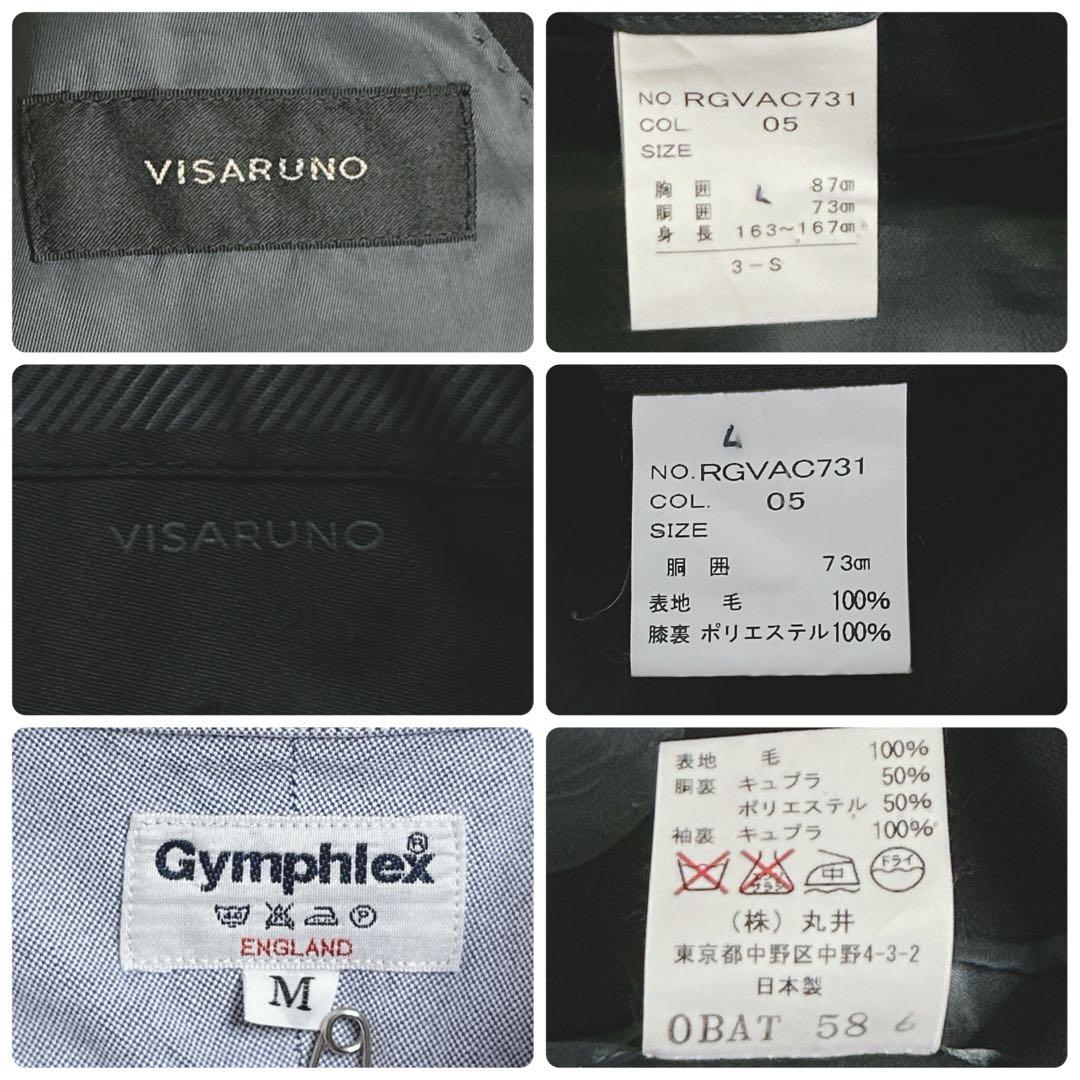 VISARUNO
NO. RGVAC731
COL. 05
SIZE
胸囲 L 87㎝
胴囲 73㎝
身長 163～167㎝
3－S
VISARUNO
L
NO. RGVAC731
COL. 05
SIZE
胴囲 73㎝
表地 毛 100%
膝裏 ポリエステル100%
Gymphlex®
40 P
ENGLAND
M
表地 毛 100%
胴裏 キュプラ 50%
ポリエステル 50%
袖裏 キュプラ 100%
中 ドライ
(株) 丸井
東京都中野区中野4-3-2
日本製
OBAT 58 6